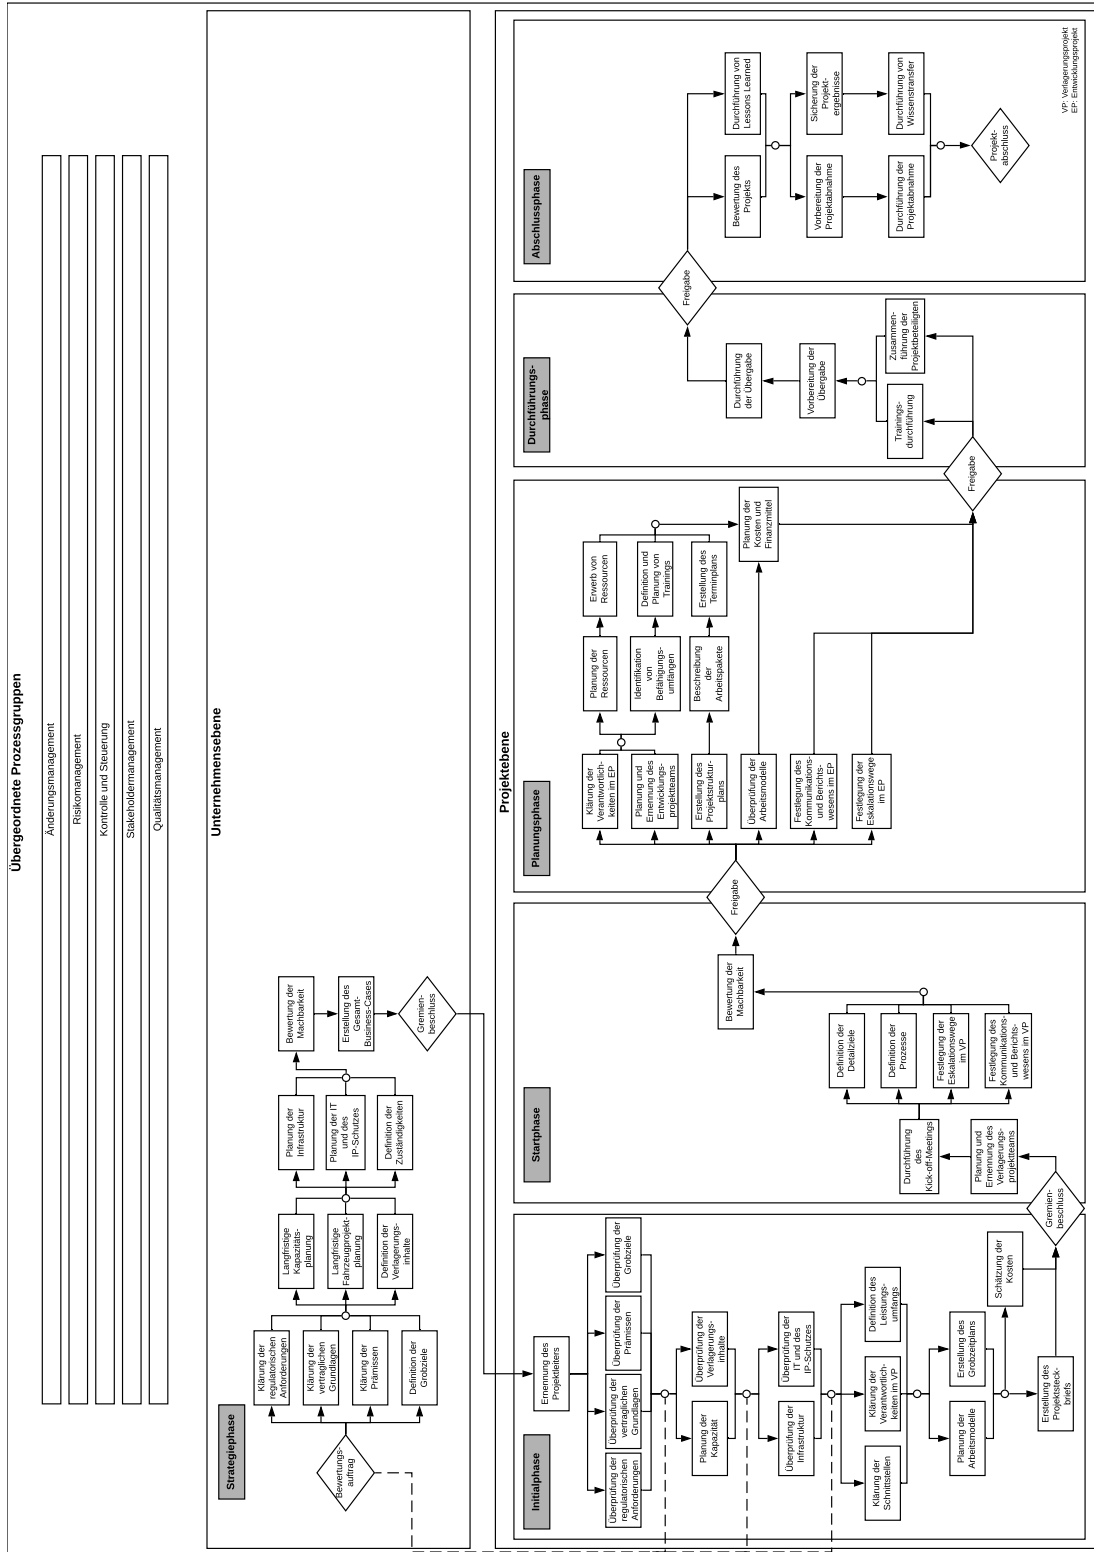 Übergeordnete Prozessgruppen
Änderungsmanagement
Risikomanagement
Kontrolle und Steuerung
Stakeholdermanagement
Qualitätsmanagement
Unternehmensebene
Strategiephase
Bewertungs-
auftrag
Klärung der
regulatorischen
Anforderungen
Klärung der
vertraglichen
Grundlagen
Klärung der
Prämissen
Definition der
Grobziele
Langfristige
Kapazitäts-
planung
Langfristige
Fahrzeugprojekt-
planung
Definition der
Verlagerungs-
inhalte
Planung der
Infrastruktur
Planung der IT
und des
IP-Schutzes
Definition der
Zuständigkeiten
Bewertung der
Machbarkeit
Erstellung des
Gesamt-
Business-Cases
Gremien-
beschluss
Projektebene
Initialphase
Ernennung des
Projektleiters
Überprüfung der
regulatorischen
Anforderungen
Überprüfung der
vertraglichen
Grundlagen
Überprüfung der
Prämissen
Überprüfung der
Grobziele
Planung der
Kapazität
Überprüfung der
Verlagerungs-
inhalte
Überprüfung der
Infrastruktur
Überprüfung der
IT und des
IP-Schutzes
Klärung der
Schnittstellen
Klärung der
Verantwortlich-
keiten im VP
Definition des
Leistungs-
umfangs
Planung der
Arbeitsmodelle
Erstellung des
Grobzeitplans
Erstellung des
Projektsteck-
briefs
Schätzung der
Kosten
Gremien-
beschluss
Startphase
Planung und
Ernennung des
Verlagerungs-
projektteams
Durchführung
des
Kick-off-Meetings
Definition der
Detailziele
Definition der
Prozesse
Festlegung der
Eskalationswege
im VP
Festlegung des
Kommunikations-
und Berichts-
wesens im VP
Bewertung der
Machbarkeit
Freigabe
Planungsphase
Klärung der
Verantwortlich-
keiten im EP
Planung und
Ernennung des
Entwicklungs-
projektteams
Erstellung des
Projektstruktur-
plans
Überprüfung der
Arbeitsmodelle
Festlegung des
Kommunikations-
und Berichts-
wesens im EP
Festlegung der
Eskalationswege
im EP
Planung der
Ressourcen
Identifikation
von
Befähigungs-
umfängen
Beschreibung
der
Arbeitspakete
Erwerb von
Ressourcen
Definition und
Planung von
Trainings
Erstellung des
Terminplans
Planung der
Kosten und
Finanzmittel
Freigabe
Durchführungs-
phase
Trainings-
durchführung
Zusammen-
führung der
Projektbeteiligten
Vorbereitung der
Übergabe
Durchführung
der Übergabe
Freigabe
Abschlussphase
Bewertung des
Projekts
Durchführung von
Lessons Learned
Vorbereitung der
Projektabnahme
Sicherung der
Projekt-
ergebnisse
Durchführung der
Projektabnahme
Durchführung von
Wissenstransfer
Projekt-
abschluss
VP: Verlagerungsprojekt
EP: Entwicklungsprojekt